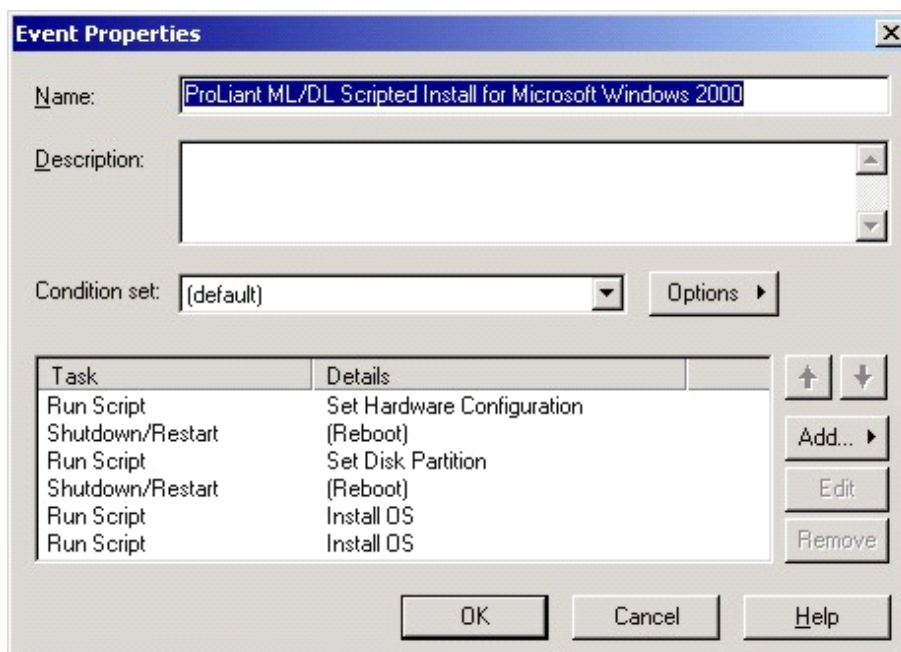 Event Properties
Name: ProLiant ML/DL Scripted Install for Microsoft Windows 2000
Description:
Condition set: (default) Options
Task Details
Run Script Set Hardware Configuration
Shutdown/Restart (Reboot)
Run Script Set Disk Partition
Shutdown/Restart (Reboot)
Run Script Install OS
Run Script Install OS
Add...
Edit
Remove
OK Cancel Help